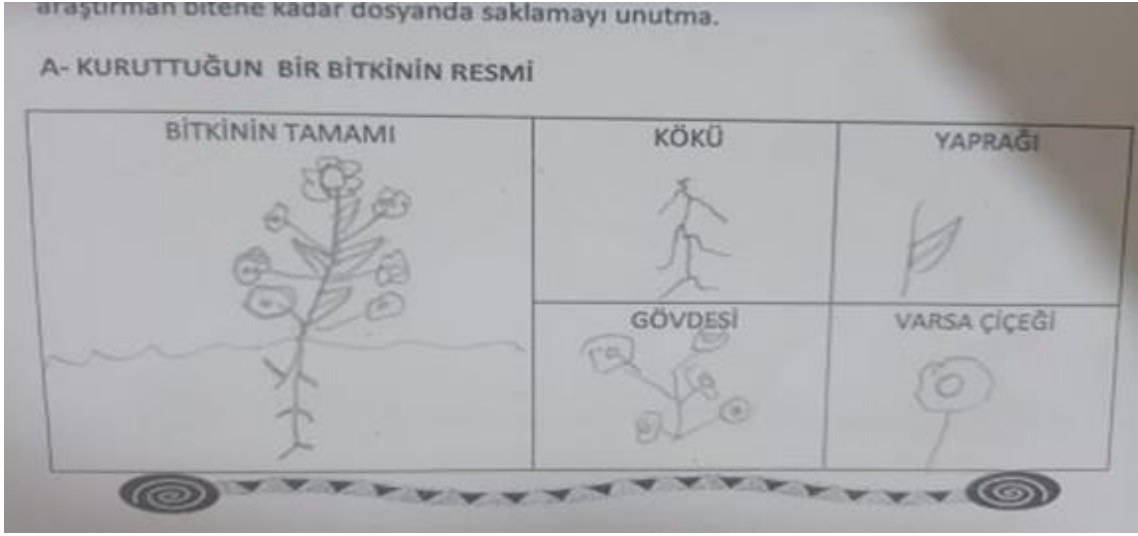 araştırman bitene kadar dosyanda saklamayı unutma.
A- KURUTTUĞUN BİR BİTKİNİN RESMİ
BİTKİNİN TAMAMI
KÖKÜ
YAPRAĞI
GÖVDESİ
VARSA ÇİÇEĞİ